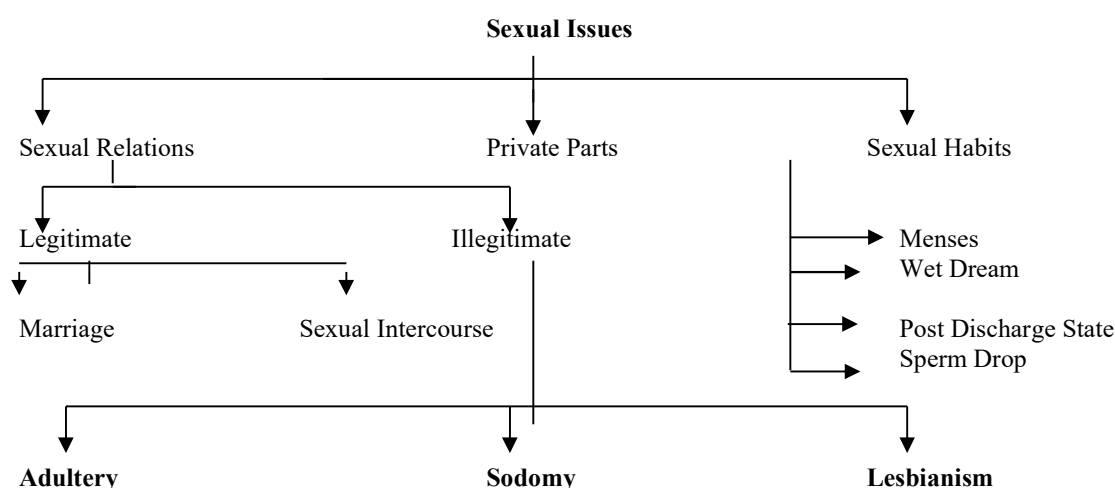 Sexual Issues
Sexual Relations Private Parts Sexual Habits
Legitimate Illegitimate Menses
Wet Dream
Marriage Sexual Intercourse Post Discharge State
Sperm Drop
Adultery Sodomy Lesbianism